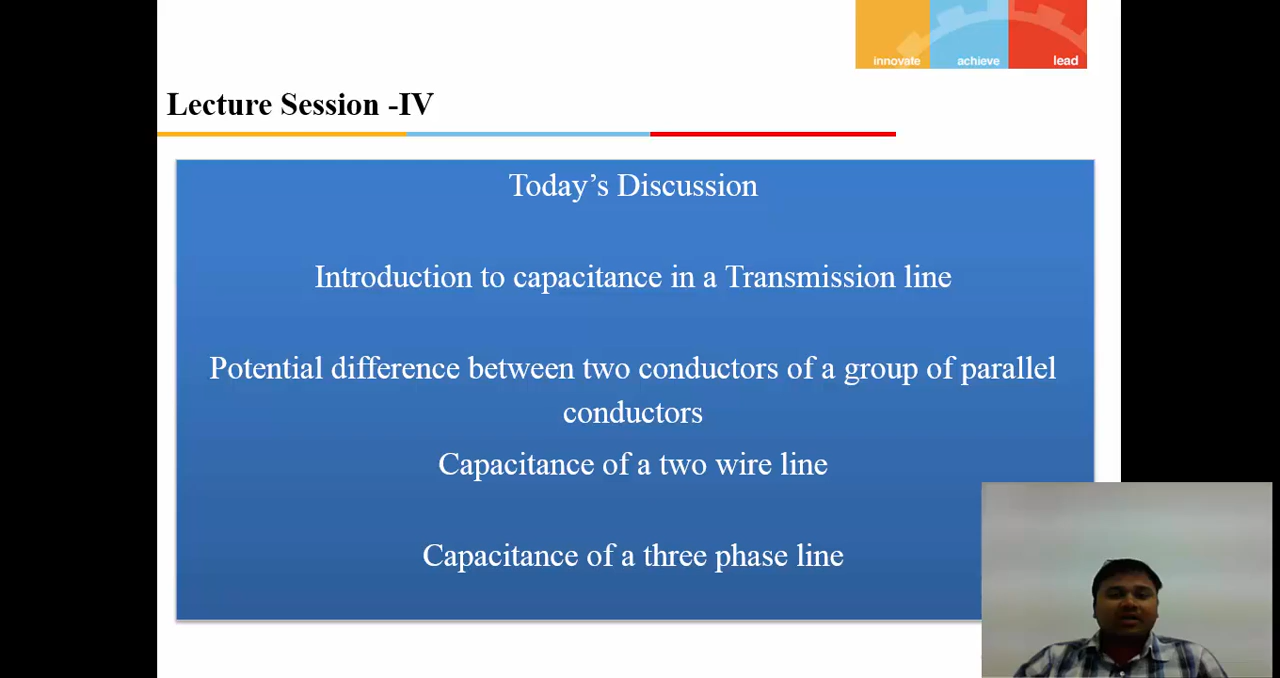 innovate achieve lead
Lecture Session -IV
Today’s Discussion
Introduction to capacitance in a Transmission line
Potential difference between two conductors of a group of parallel
conductors
Capacitance of a two wire line
Capacitance of a three phase line